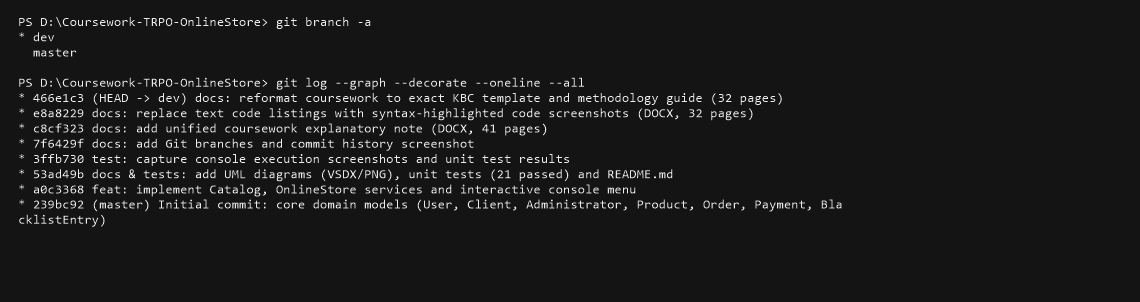 PS D:\Coursework-TRPO-OnlineStore> git branch -a
* dev
  master
PS D:\Coursework-TRPO-OnlineStore> git log --graph --decorate --oneline --all
* 466e1c3 (HEAD -> dev) docs: reformat coursework to exact KBC template and methodology guide (32 pages)
* e8a8229 docs: replace text code listings with syntax-highlighted code screenshots (DOCX, 32 pages)
* c8cf323 docs: add unified coursework explanatory note (DOCX, 41 pages)
* 7f6429f docs: add Git branches and commit history screenshot
* 3ffb730 test: capture console execution screenshots and unit test results
* 53ad49b docs & tests: add UML diagrams (VSDX/PNG), unit tests (21 passed) and README.md
* a0c3368 feat: implement Catalog, OnlineStore services and interactive console menu
* 239bc92 (master) Initial commit: core domain models (User, Client, Administrator, Product, Order, Payment, Bla
cklistEntry)